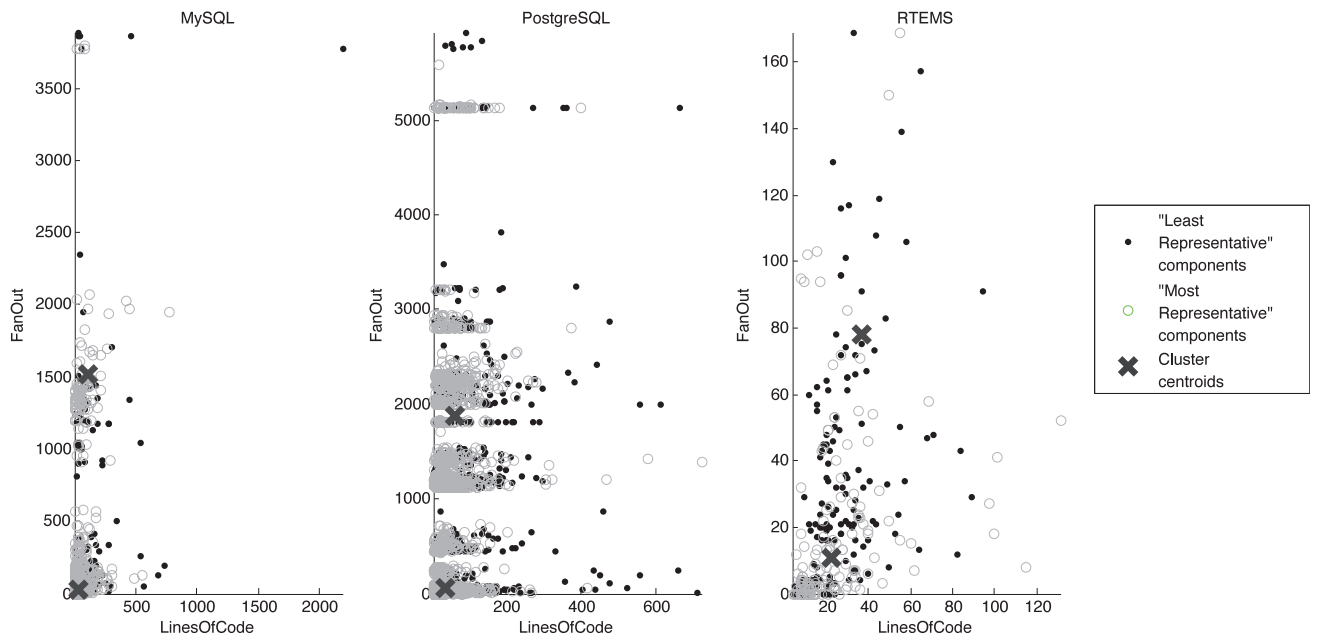 MySQL
PostgreSQL
RTEMS
3500
3000
2500
2000
1500
1000
500
0
FanOut
500
1000
1500
2000
LinesOfCode
5000
4000
3000
2000
1000
0
FanOut
200
400
600
LinesOfCode
160
140
120
100
80
60
40
20
0
FanOut
20
40
60
80
100
120
LinesOfCode
"Least
Representative"
components
"Most
Representative"
components
Cluster
centroids